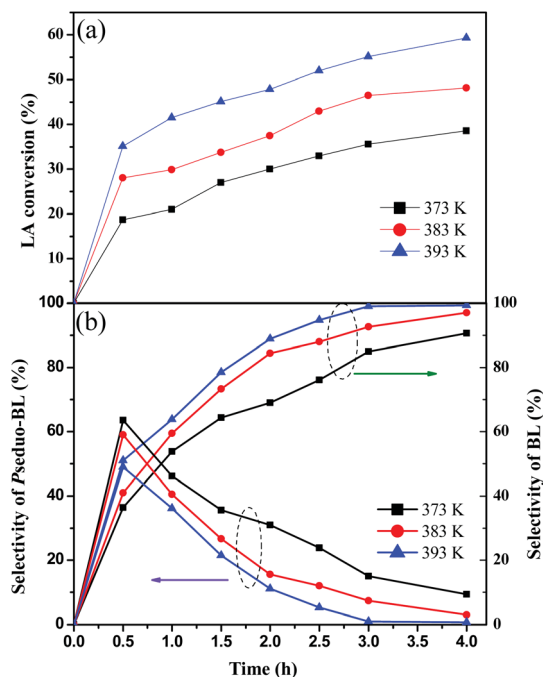 (a)
LA conversion (%)
60
50
40
30
20
10
373 K
383 K
393 K
(b)
Selectivity of Pseduo-BL (%)
100
80
60
40
20
0
Selectivity of BL (%)
100
80
60
40
20
0
373 K
383 K
393 K
0.0 0.5 1.0 1.5 2.0 2.5 3.0 3.5 4.0
Time (h)